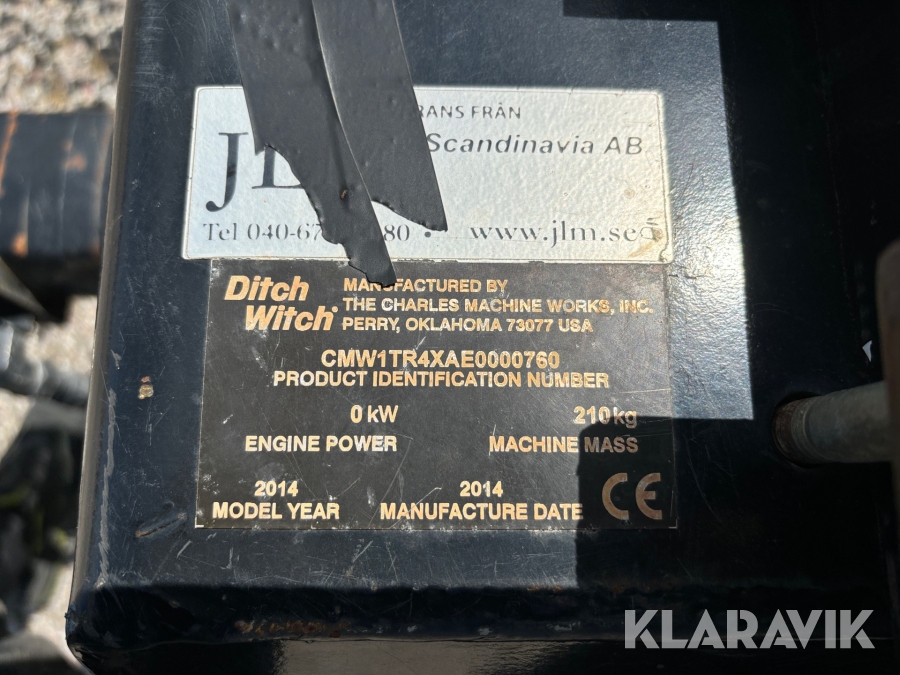 FRÅN
JL Scandinavia AB
Tel 040-67 80 • www.jlm.se
Ditch Witch®
MANUFACTURED BY
THE CHARLES MACHINE WORKS, INC.
PERRY, OKLAHOMA 73077 USA
CMW1TR4XAE0000760
PRODUCT IDENTIFICATION NUMBER
0 kW 210 kg
ENGINE POWER MACHINE MASS
2014 2014
MODEL YEAR MANUFACTURE DATE CE
KLARAVIK